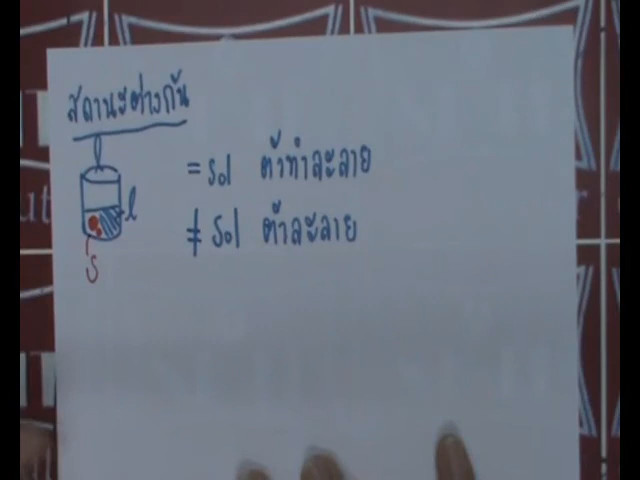 สถานะต่างกัน
= sol ตัวทำละลาย
≠ sol ตัวละลาย
l
s